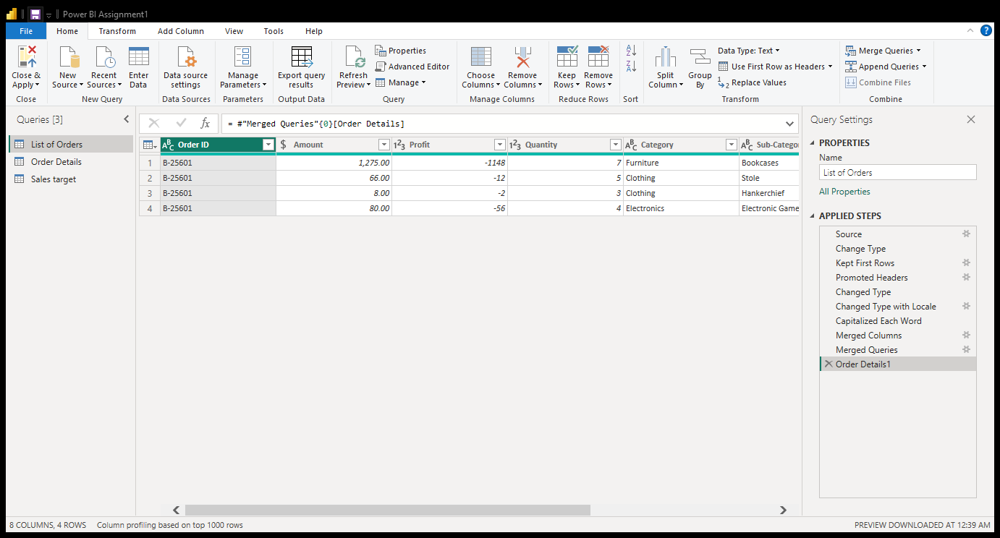 Power BI Assignment1
File Home Transform Add Column View Tools Help
Close & Apply
New Source
Recent Sources
Enter Data
Data source settings
Manage Parameters
Export query results
Refresh Preview
Properties
Advanced Editor
Manage
Choose Columns
Remove Columns
Keep Rows
Remove Rows
A Z
Z A
Split Column
Group By
Data Type: Text
Use First Row as Headers
1 2 Replace Values
Merge Queries
Append Queries
Combine Files
Close New Query Data Sources Parameters Output Data Query Manage Columns Reduce Rows Sort Transform Combine
Queries [3]
List of Orders
Order Details
Sales target
fx = #"Merged Queries"{0}[Order Details]
ABC Order ID $ Amount 123 Profit 123 Quantity ABC Category ABC Sub-Catego
1 B-25601 1,275.00 -1148 7 Furniture Bookcases
2 B-25601 66.00 -12 5 Clothing Stole
3 B-25601 8.00 -2 3 Clothing Hankerchief
4 B-25601 80.00 -56 4 Electronics Electronic Game
Query Settings
PROPERTIES
Name
List of Orders
All Properties
APPLIED STEPS
Source
Change Type
Kept First Rows
Promoted Headers
Changed Type
Changed Type with Locale
Capitalized Each Word
Merged Columns
Merged Queries
Order Details1
8 COLUMNS, 4 ROWS Column profiling based on top 1000 rows PREVIEW DOWNLOADED AT 12:39 AM